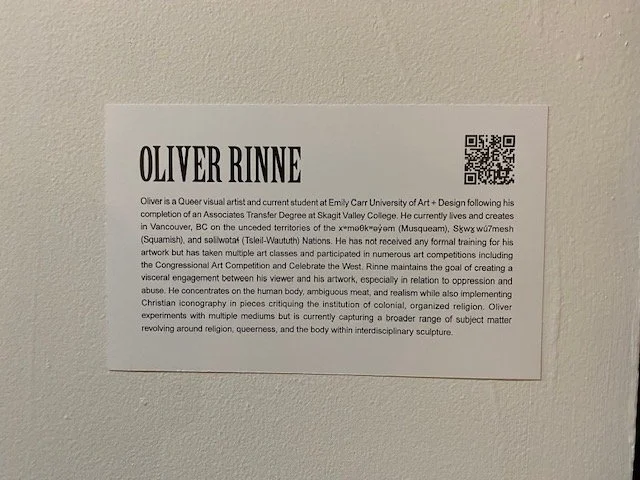 OLIVER RINNE
Oliver is a Queer visual artist and current student at Emily Carr University of Art + Design following his
completion of an Associates Transfer Degree at Skagit Valley College. He currently lives and creates
in Vancouver, BC on the unceded territories of the xʷməθkʷəy̓əm (Musqueam), Sḵwx̱wú7mesh
(Squamish), and səlilwətaɬ (Tsleil-Waututh) Nations. He has not received any formal training for his
artwork but has taken multiple art classes and participated in numerous art competitions including
the Congressional Art Competition and Celebrate the West. Rinne maintains the goal of creating a
visceral engagement between his viewer and his artwork, especially in relation to oppression and
abuse. He concentrates on the human body, ambiguous meat, and realism while also implementing
Christian iconography in pieces critiquing the institution of colonial, organized religion. Oliver
experiments with multiple mediums but is currently capturing a broader range of subject matter
revolving around religion, queerness, and the body within interdisciplinary sculpture.